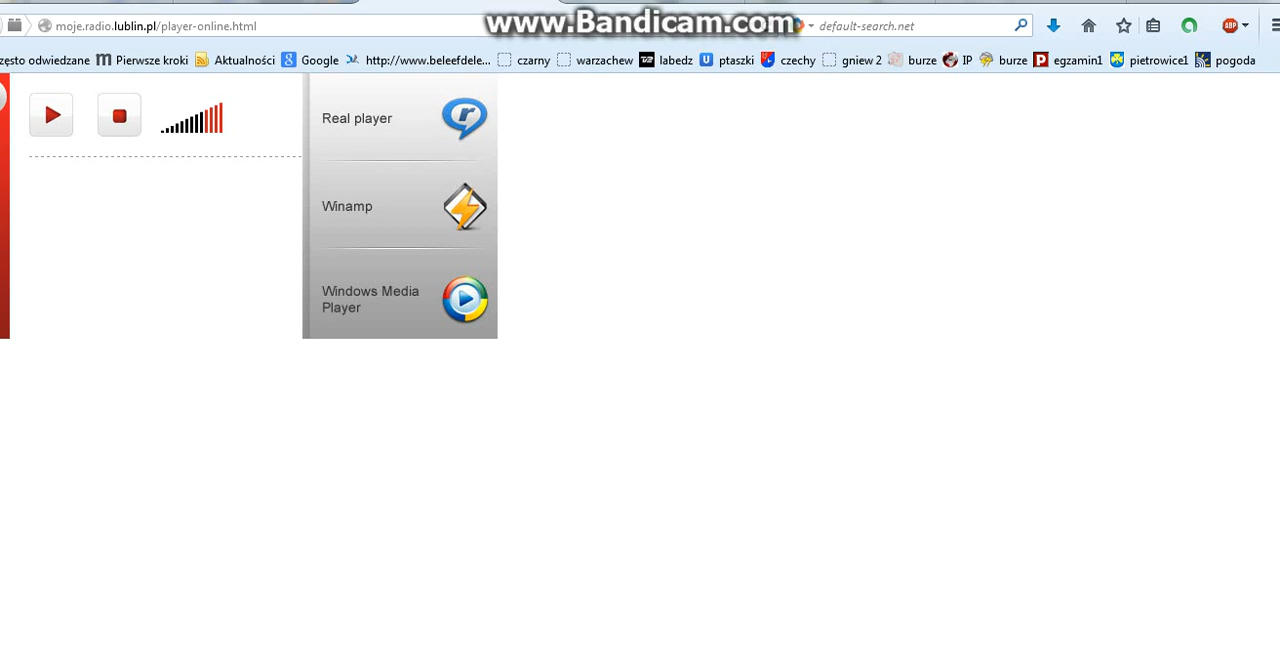 www.Bandicam.com
moje.radio.lublin.pl/player-online.html
default-search.net
ABP
zęsto odwiedzane m Pierwsze kroki Aktualności Google http://www.beleefdele... czarny warzachew labedz ptaszki czechy gniew 2 burze IP burze egzamin1 pietrowice1 pogoda
Real player
Winamp
Windows Media
Player